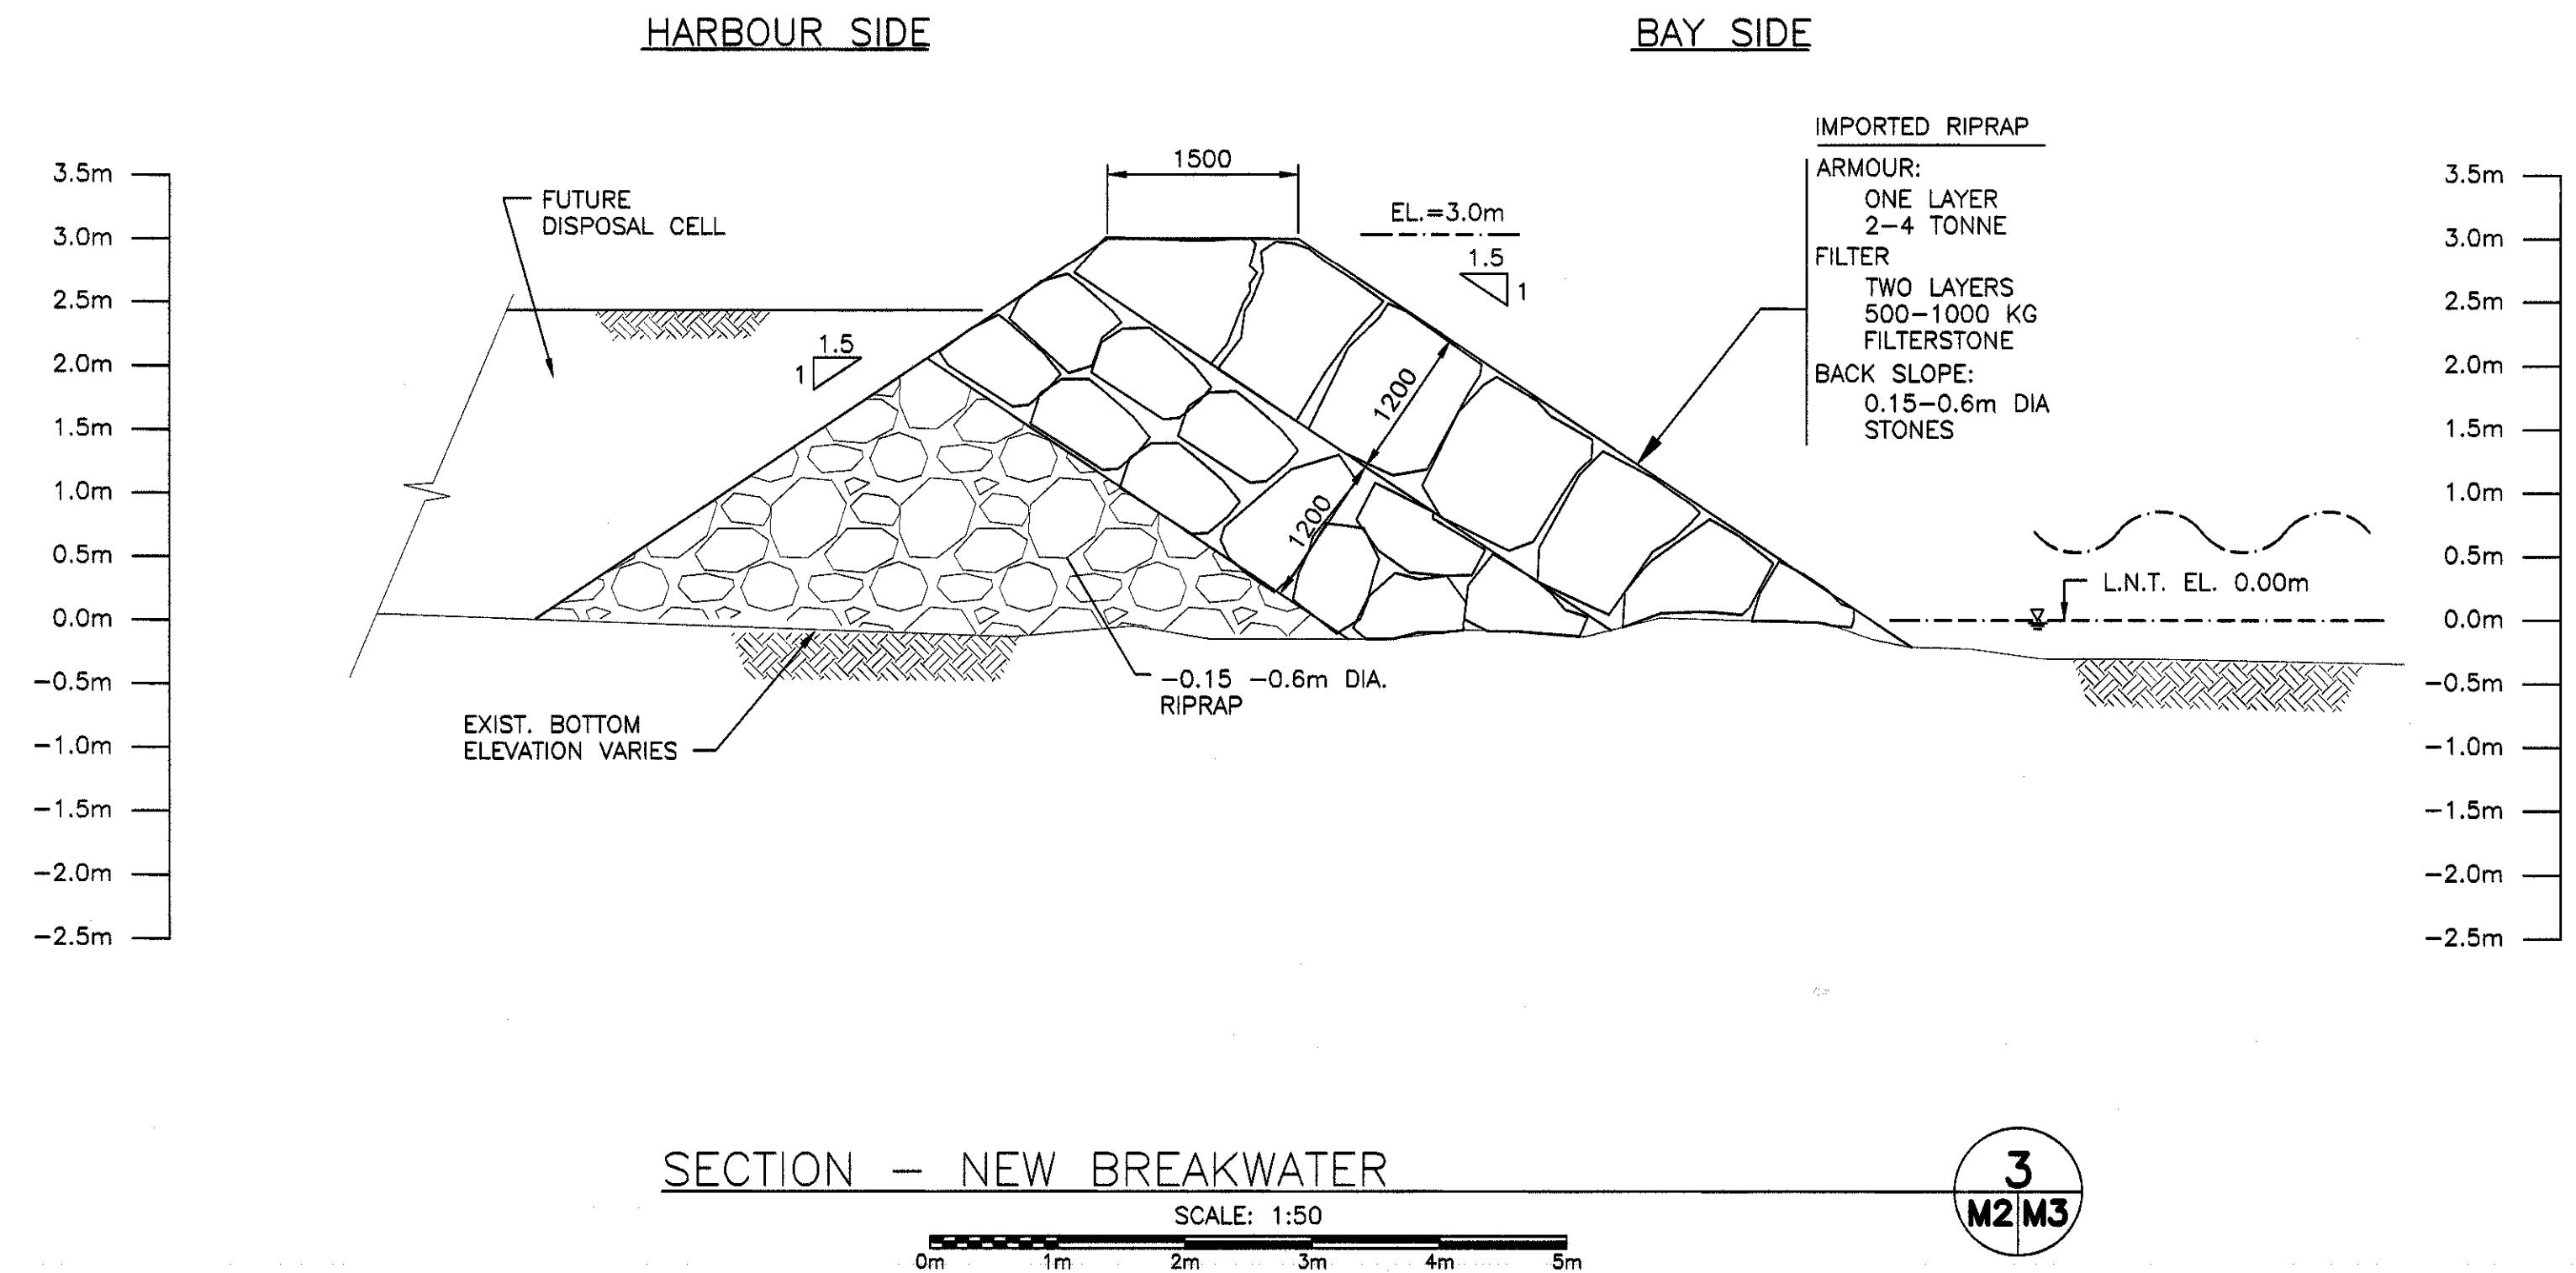 HARBOUR SIDE
BAY SIDE
3.5m
3.0m
2.5m
2.0m
1.5m
1.0m
0.5m
0.0m
-0.5m
-1.0m
-1.5m
-2.0m
-2.5m
FUTURE
DISPOSAL CELL
1.5
1
1500
EL.=3.0m
1.5
1
1200
1200
IMPORTED RIPRAP
ARMOUR:
ONE LAYER
2-4 TONNE
FILTER
TWO LAYERS
500-1000 KG
FILTERSTONE
BACK SLOPE:
0.15-0.6m DIA
STONES
L.N.T. EL. 0.00m
-0.15 -0.6m DIA.
RIPRAP
EXIST. BOTTOM
ELEVATION VARIES
3.5m
3.0m
2.5m
2.0m
1.5m
1.0m
0.5m
0.0m
-0.5m
-1.0m
-1.5m
-2.0m
-2.5m
SECTION - NEW BREAKWATER
SCALE: 1:50
0m 1m 2m 3m 4m 5m
3
M2 M3